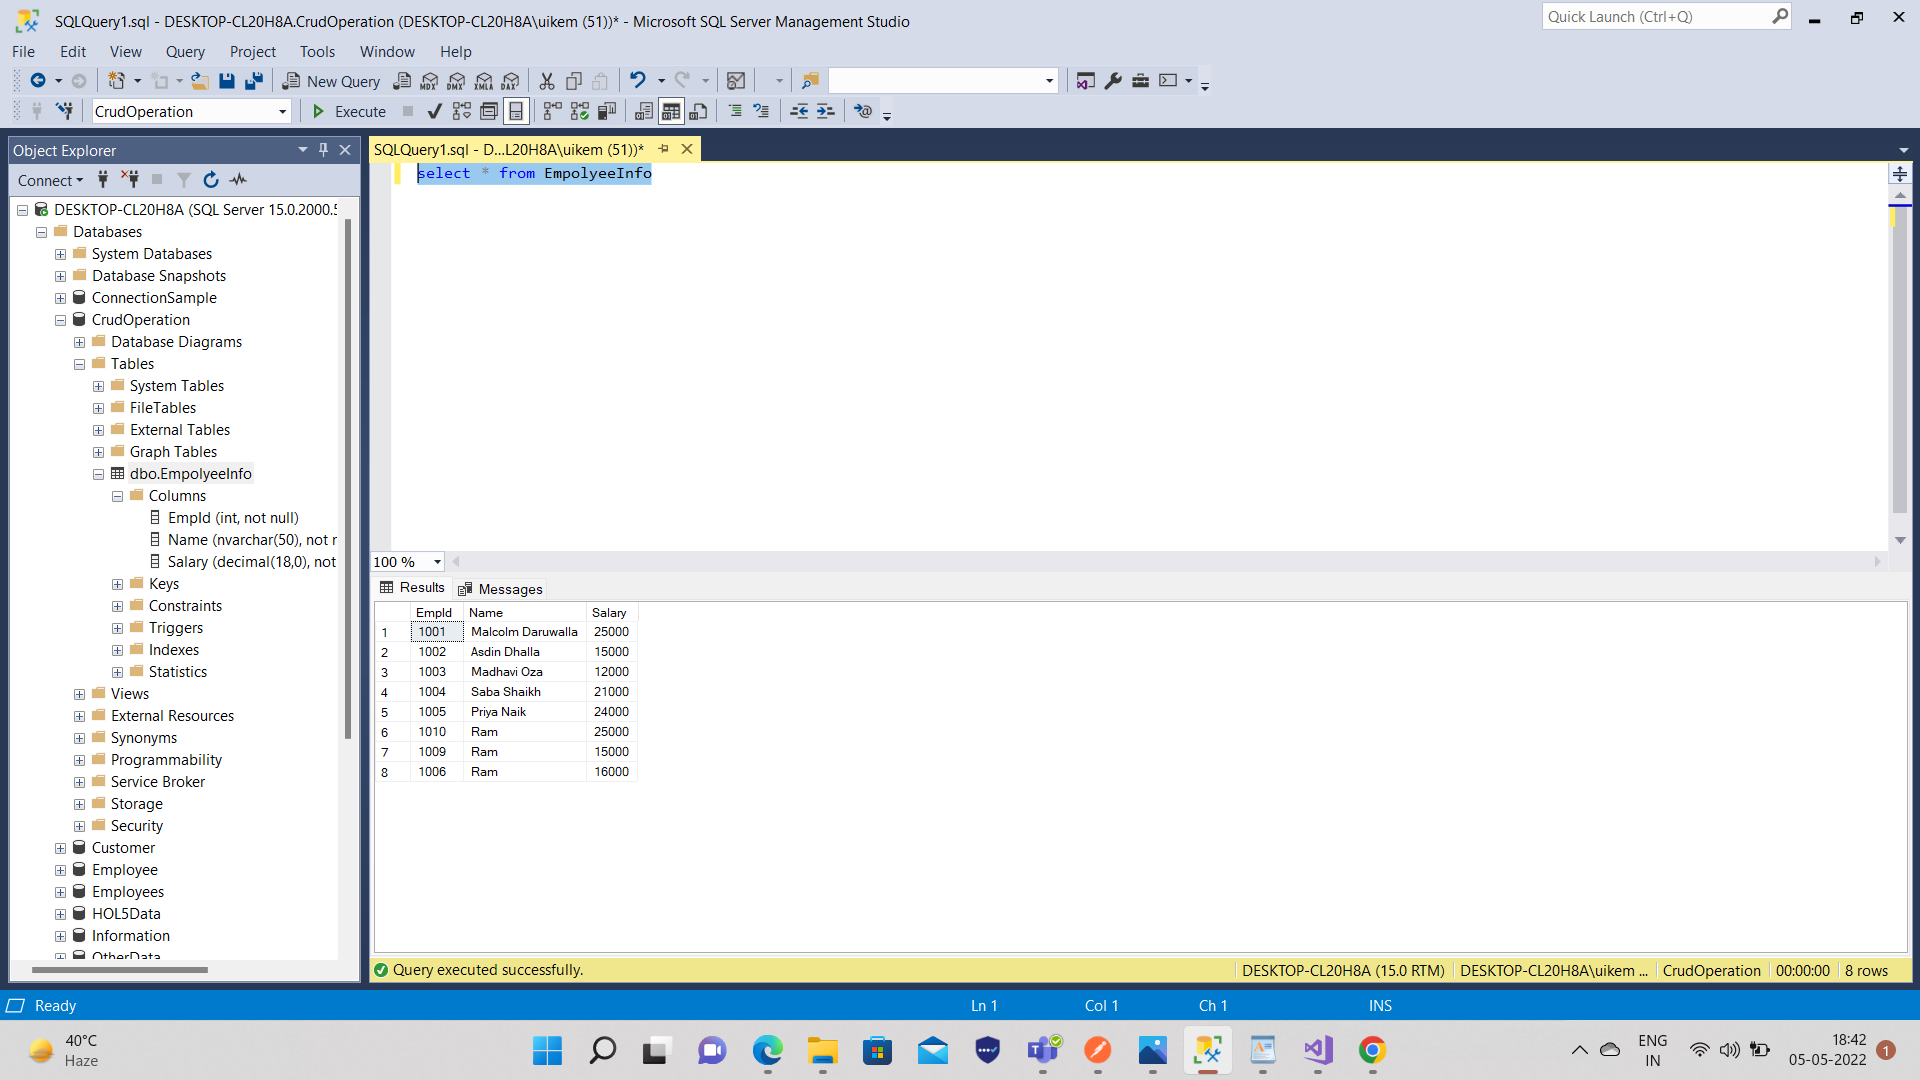 SQLQuery1.sql - DESKTOP-CL20H8A.CrudOperation (DESKTOP-CL20H8A\uikem (51))* - Microsoft SQL Server Management Studio
Quick Launch (Ctrl+Q)
File Edit View Query Project Tools Window Help
New Query MDX DMX XMLA DAX
CrudOperation Execute
Object Explorer
Connect
DESKTOP-CL20H8A (SQL Server 15.0.2000.5
Databases
System Databases
Database Snapshots
ConnectionSample
CrudOperation
Database Diagrams
Tables
System Tables
FileTables
External Tables
Graph Tables
dbo.EmpolyeeInfo
Columns
EmpId (int, not null)
Name (nvarchar(50), not r
Salary (decimal(18,0), not
Keys
Constraints
Triggers
Indexes
Statistics
Views
External Resources
Synonyms
Programmability
Service Broker
Storage
Security
Customer
Employee
Employees
HOL5Data
Information
OtherData
SQLQuery1.sql - D...L20H8A\uikem (51))*
select * from EmpolyeeInfo
100 %
Results Messages
EmpId Name Salary
1 1001 Malcolm Daruwalla 25000
2 1002 Asdin Dhalla 15000
3 1003 Madhavi Oza 12000
4 1004 Saba Shaikh 21000
5 1005 Priya Naik 24000
6 1010 Ram 25000
7 1009 Ram 15000
8 1006 Ram 16000
Query executed successfully. DESKTOP-CL20H8A (15.0 RTM) DESKTOP-CL20H8A\uikem ... CrudOperation 00:00:00 8 rows
Ready Ln 1 Col 1 Ch 1 INS
40°C
Haze
ENG
IN
18:42
05-05-2022
1